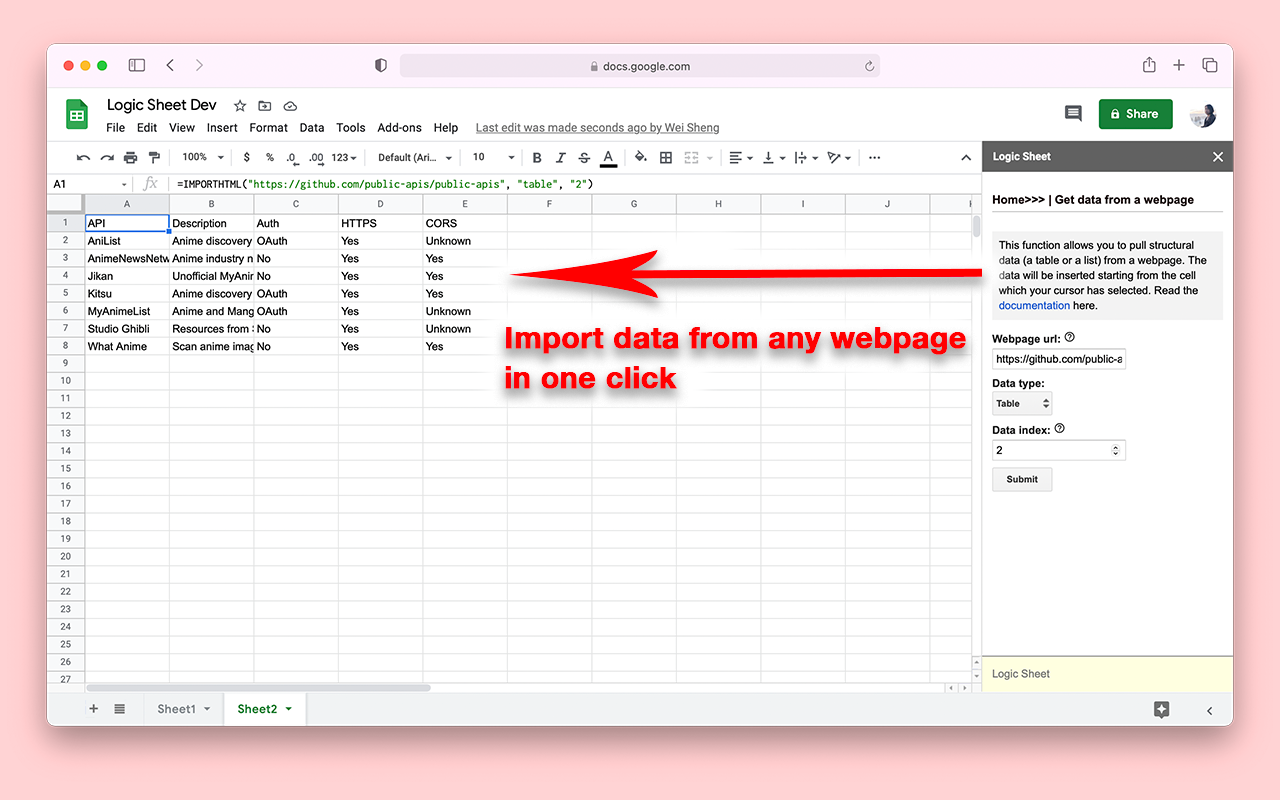 docs.google.com
Logic Sheet Dev
File Edit View Insert Format Data Tools Add-ons Help Last edit was made seconds ago by Wei Sheng
Share
100% $ % .0 .00 123 Default (Ari... 10 B I S A
A1 fx =IMPORTHTML("https://github.com/public-apis/public-apis", "table", "2")
A B C D E F G H I J
1 API Description Auth HTTPS CORS
2 AniList Anime discovery OAuth Yes Unknown
3 AnimeNewsNetw Anime industry n No Yes Yes
4 Jikan Unofficial MyAnir No Yes Yes
5 Kitsu Anime discovery OAuth Yes Yes
6 MyAnimeList Anime and Mang OAuth Yes Unknown
7 Studio Ghibli Resources from No Yes Unknown
8 What Anime Scan anime imag No Yes Yes
9
10
11
12
13
14
15
16
17
18
19
20
21
22
23
24
25
26
27
Import data from any webpage
in one click
Logic Sheet
Home>>> | Get data from a webpage
This function allows you to pull structural
data (a table or a list) from a webpage. The
data will be inserted starting from the cell
which your cursor has selected. Read the
documentation here.
Webpage url:
https://github.com/public-a
Data type:
Table
Data index:
2
Submit
Logic Sheet
Sheet1 Sheet2